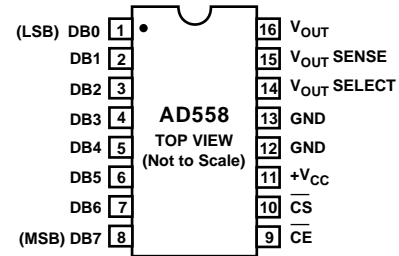 (LSB) DB0 1
DB1 2
DB2 3
DB3 4
DB4 5
DB5 6
DB6 7
(MSB) DB7 8
AD558
TOP VIEW
(Not to Scale)
16 VOUT
15 VOUT SENSE
14 VOUT SELECT
13 GND
12 GND
11 +VCC
10 C̅S̅
9 C̅E̅